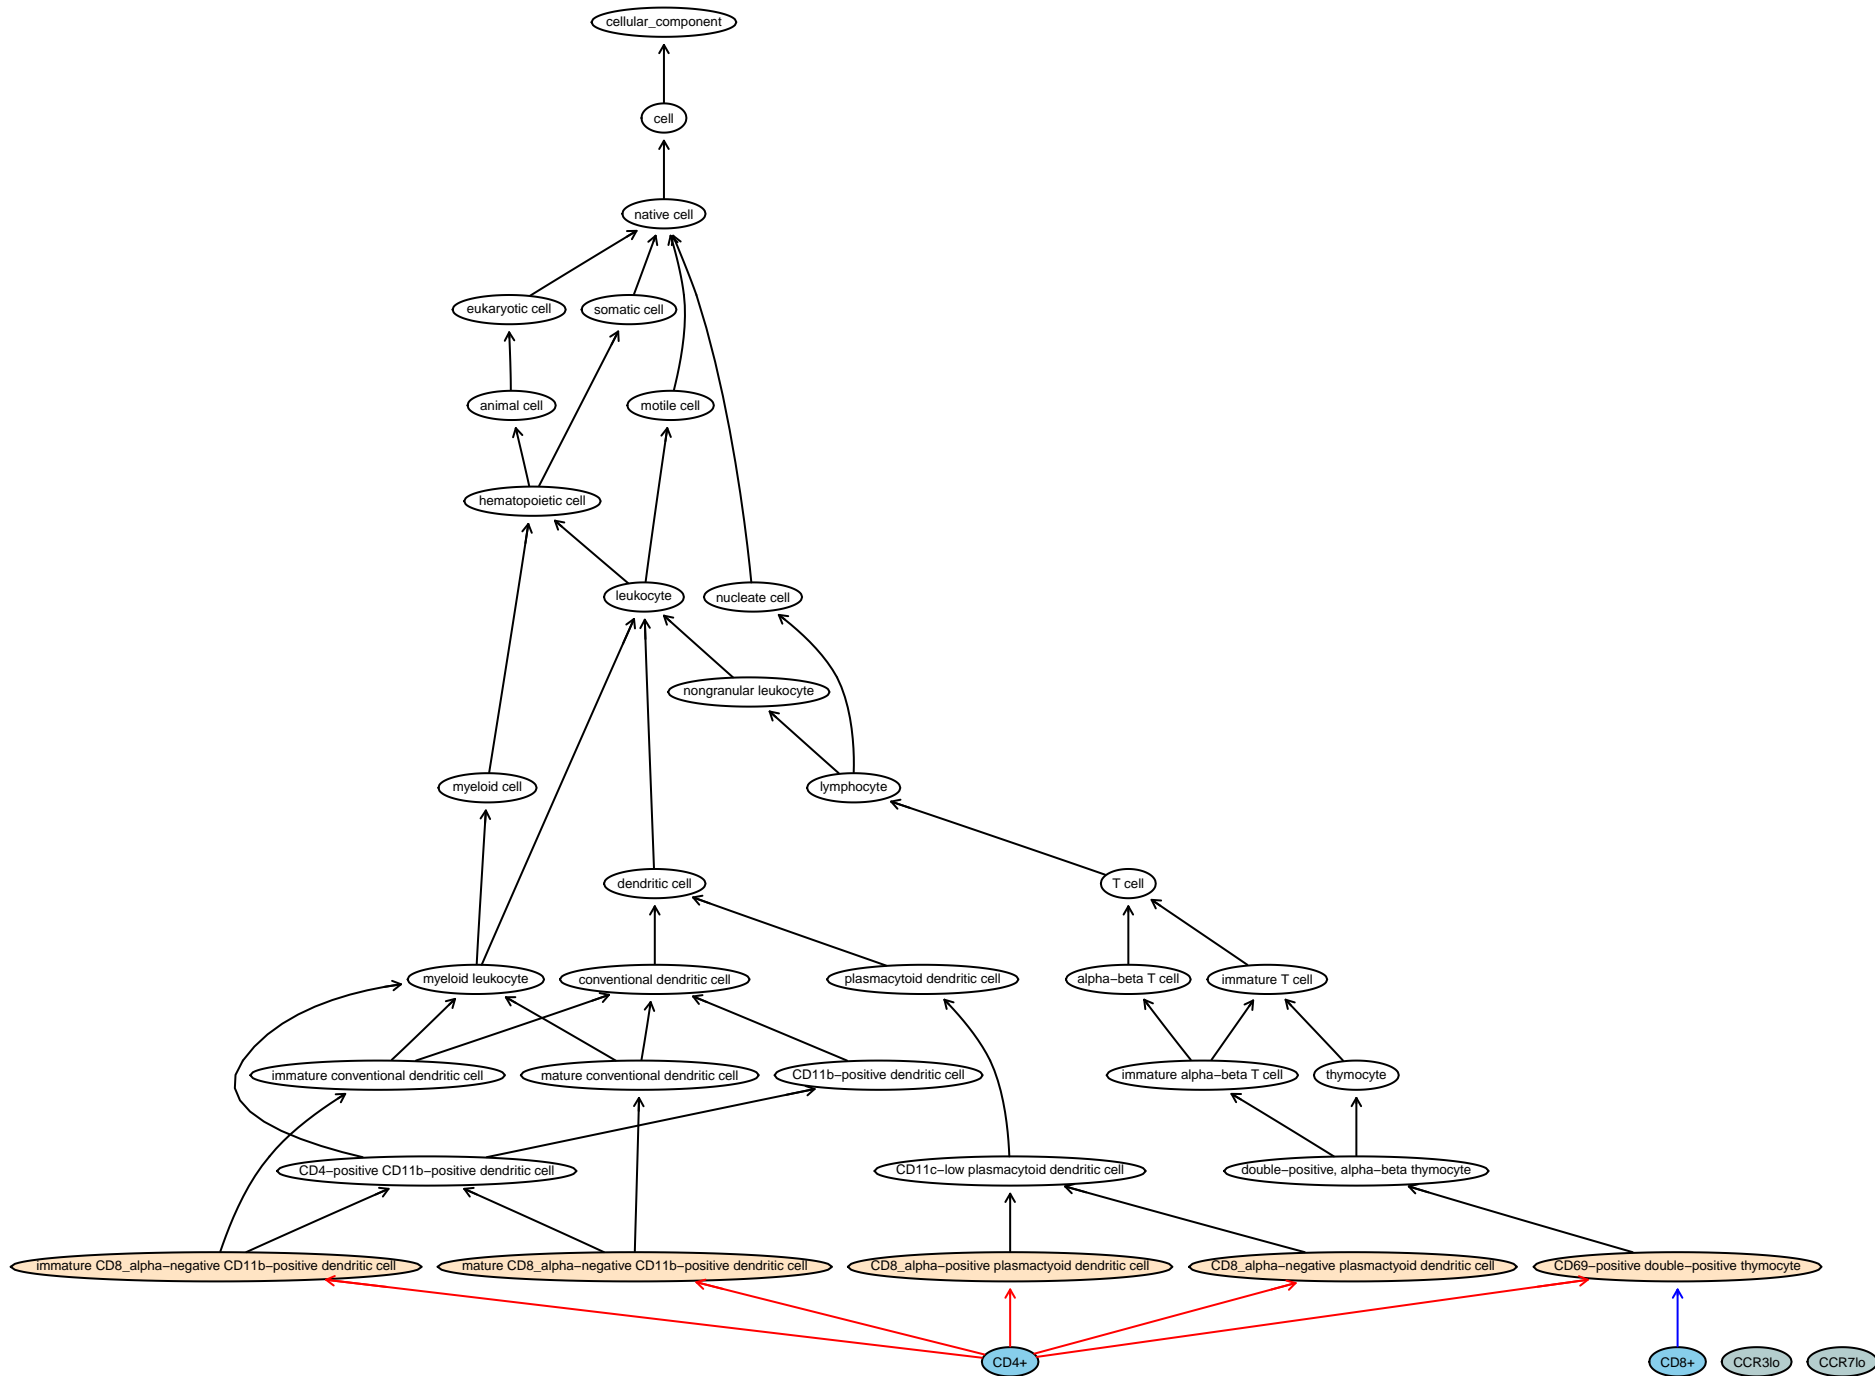 cellular_component
cell
native cell
eukaryotic cell
somatic cell
animal cell
motile cell
hematopoietic cell
leukocyte
nucleate cell
nongranular leukocyte
myeloid cell
lymphocyte
dendritic cell
T cell
myeloid leukocyte
conventional dendritic cell
plasmacytoid dendritic cell
alpha−beta T cell
immature T cell
immature conventional dendritic cell
mature conventional dendritic cell
CD11b−positive dendritic cell
immature alpha−beta T cell
thymocyte
CD4−positive CD11b−positive dendritic cell
CD11c−low plasmacytoid dendritic cell
double−positive, alpha−beta thymocyte
immature CD8_alpha−negative CD11b−positive dendritic cell
mature CD8_alpha−negative CD11b−positive dendritic cell
CD8_alpha−positive plasmactyoid dendritic cell
CD8_alpha−negative plasmactyoid dendritic cell
CD69−positive double−positive thymocyte
CD4+
CD8+
CCR3lo
CCR7lo